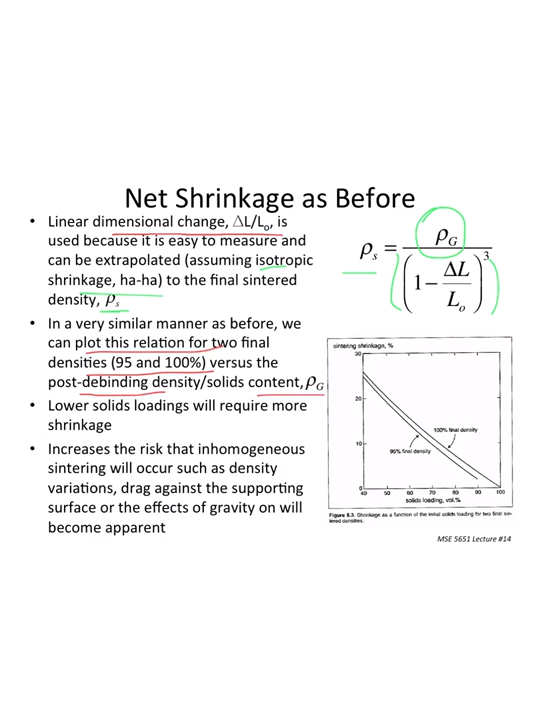 Net Shrinkage as Before
• Linear dimensional change, ΔL/Lo, is
used because it is easy to measure and
can be extrapolated (assuming isotropic
shrinkage, ha-ha) to the final sintered
density, ρs
• In a very similar manner as before, we
can plot this relation for two final
densities (95 and 100%) versus the
post-debinding density/solids content, ρG
• Lower solids loadings will require more
shrinkage
• Increases the risk that inhomogeneous
sintering will occur such as density
variations, drag against the supporting
surface or the effects of gravity on will
become apparent
ρs = ρG / (1 − ΔL/Lo)³
sintering shrinkage, %
30
20
10
0
100% final density
95% final density
40 50 60 70 80 90 100
solids loading, vol.%
Figure 8.3. Shrinkage as a function of the initial solids loading for two final sin-
tered densities.
MSE 5651 Lecture #14